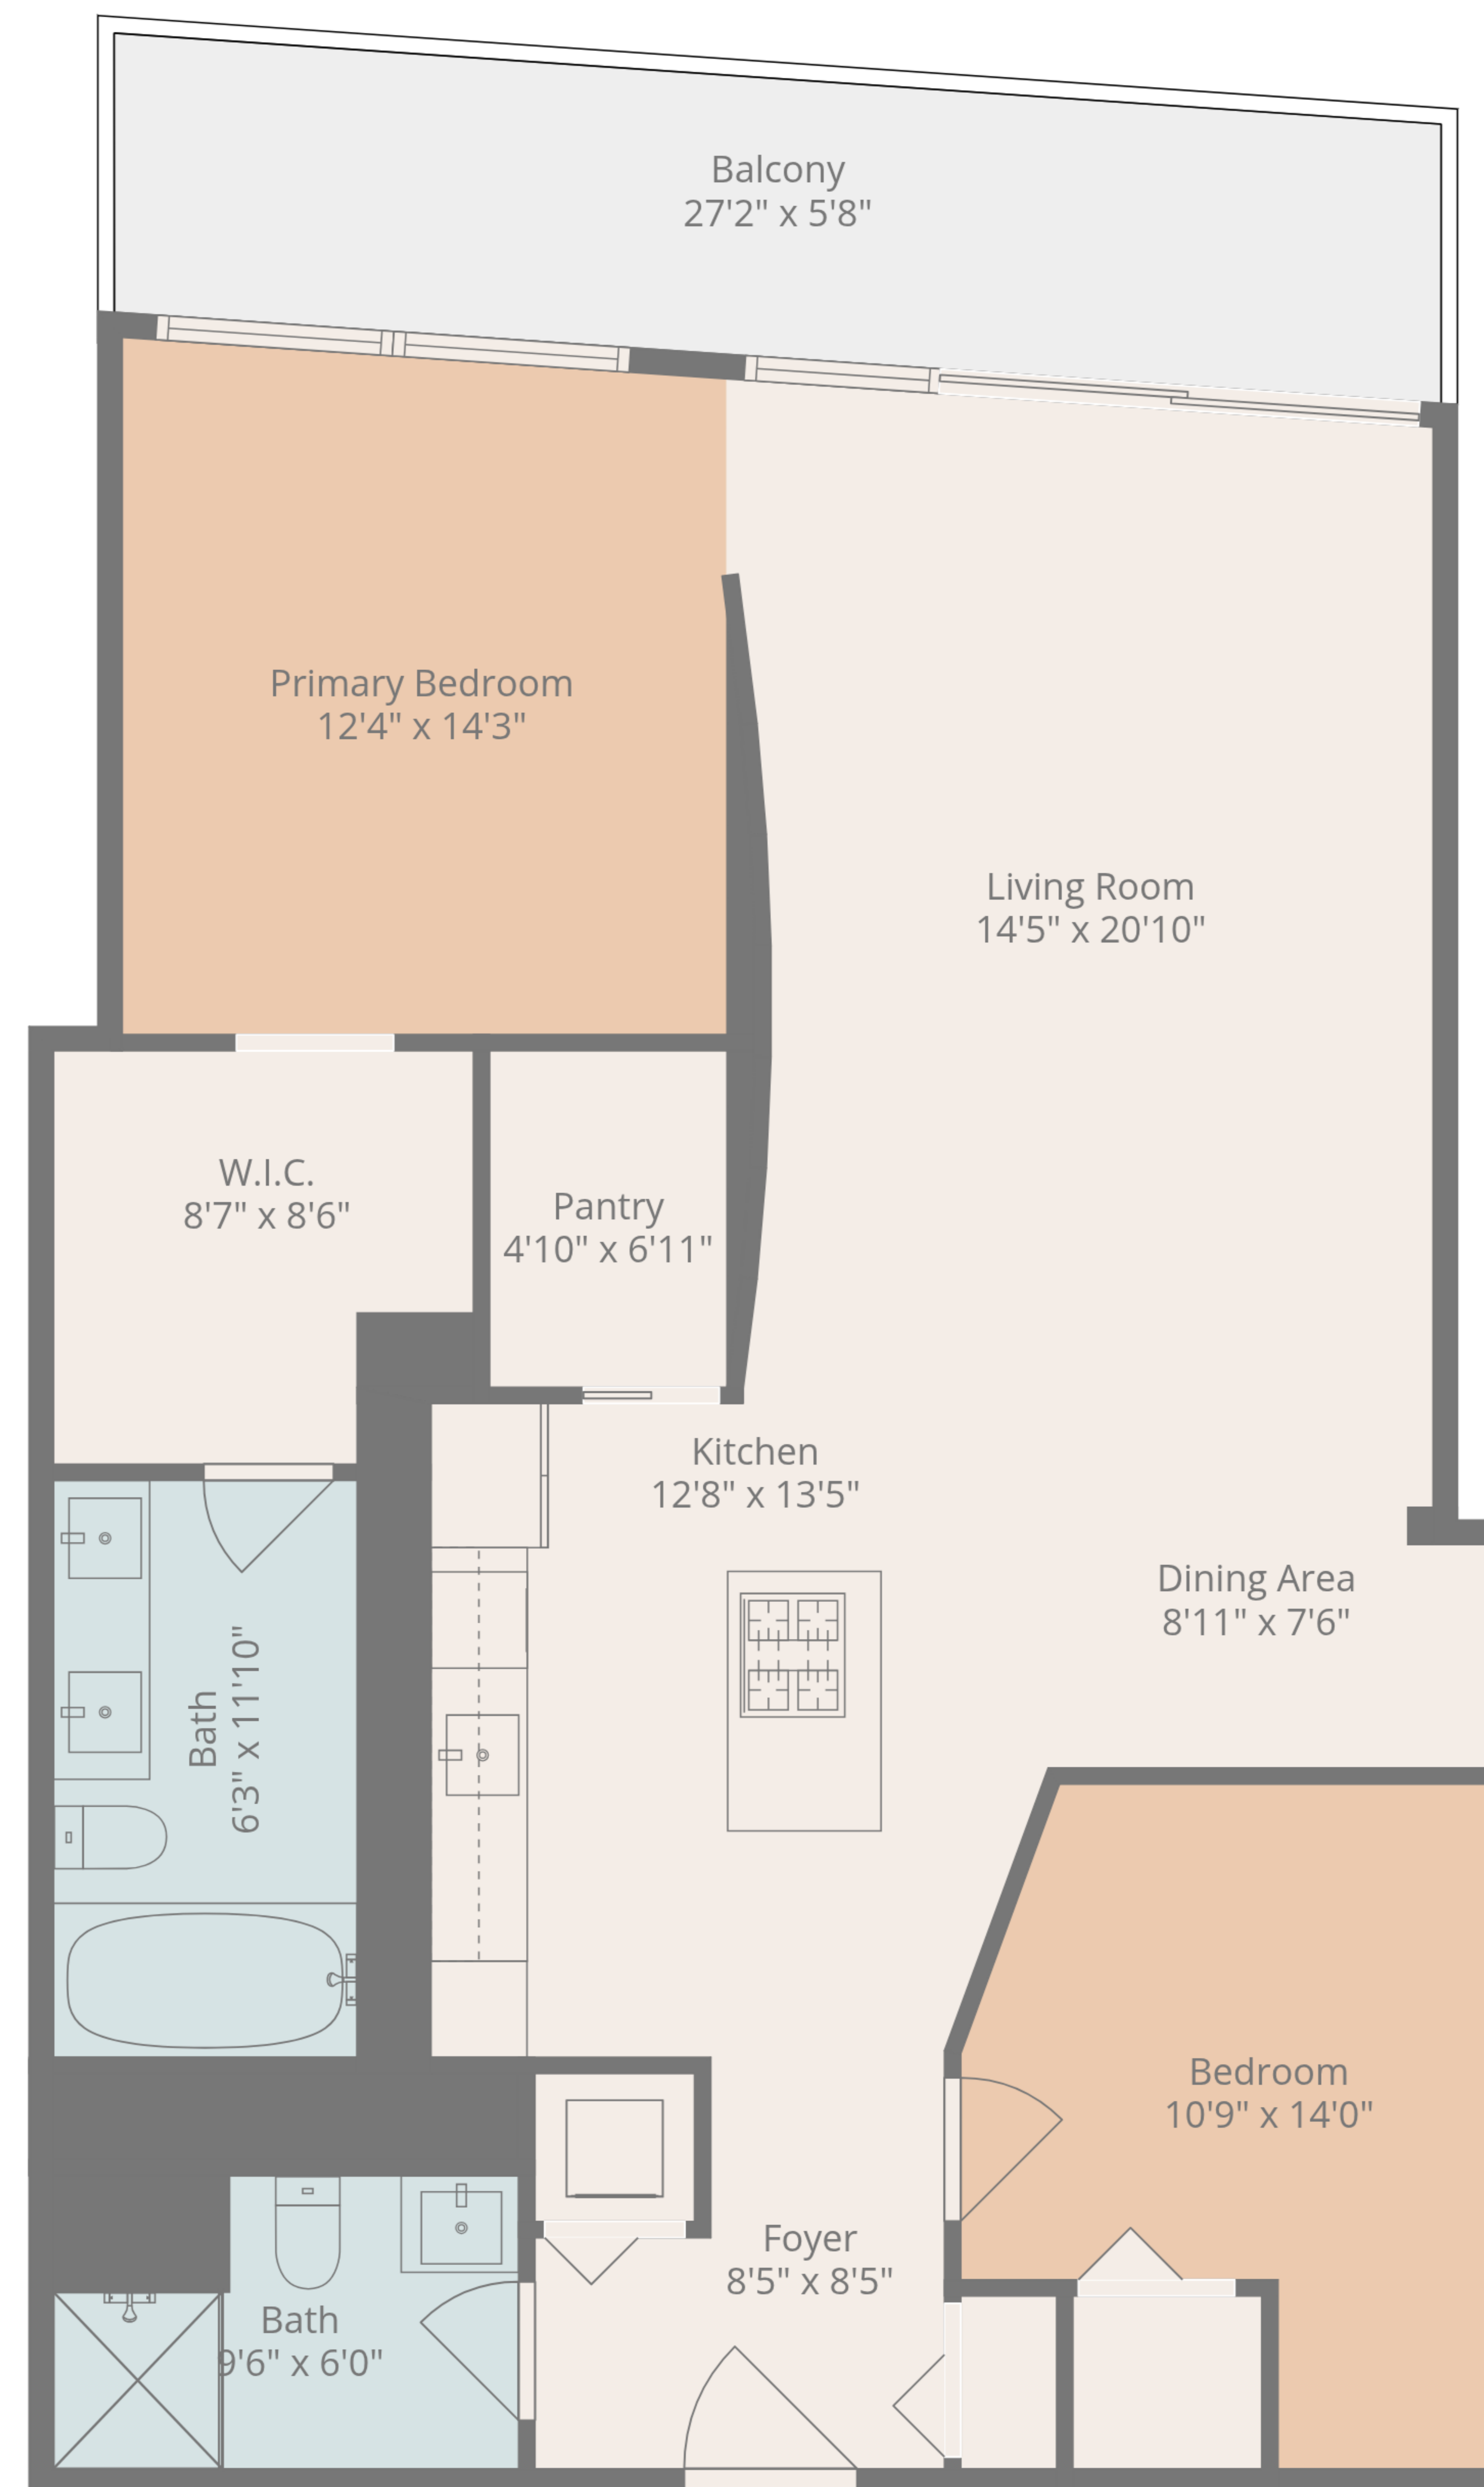 Balcony
27'2" x 5'8"
Primary Bedroom
12'4" x 14'3"
Living Room
14'5" x 20'10"
W.I.C.
8'7" x 8'6"
Pantry
4'10" x 6'11"
Kitchen
12'8" x 13'5"
Dining Area
8'11" x 7'6"
Bath
6'3" x 11'10"
Bedroom
10'9" x 14'0"
Foyer
8'5" x 8'5"
Bath
9'6" x 6'0"